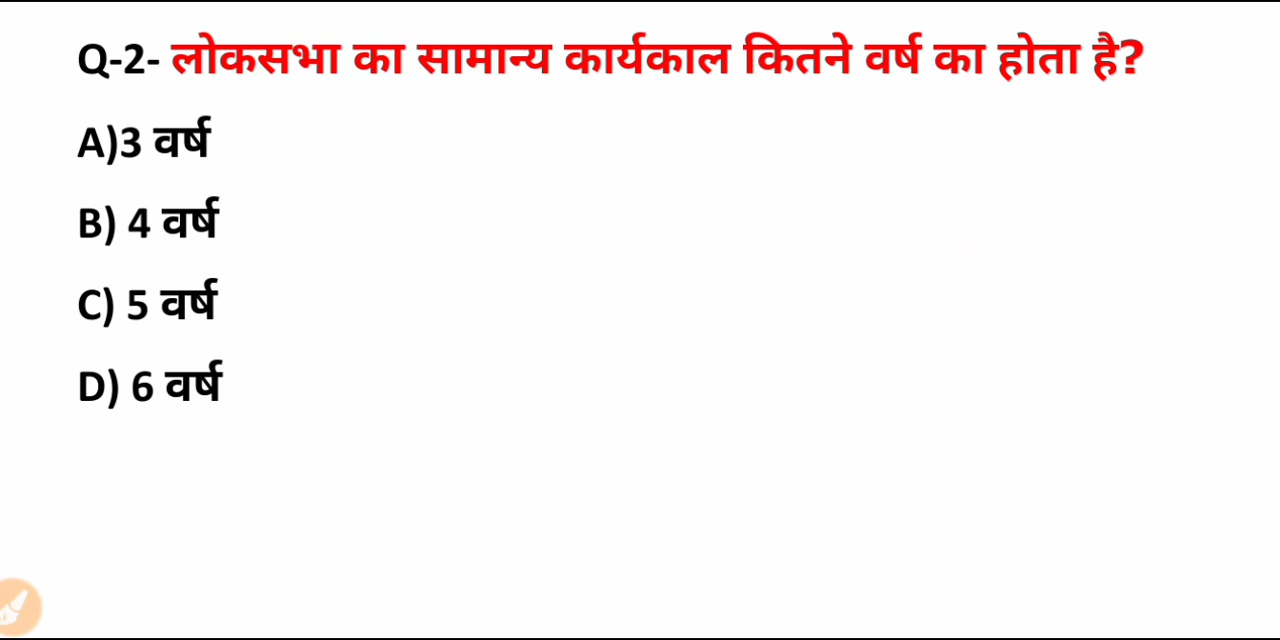 Q-2- लोकसभा का सामान्य कार्यकाल कितने वर्ष का होता है?
A)3 वर्ष
B) 4 वर्ष
C) 5 वर्ष
D) 6 वर्ष